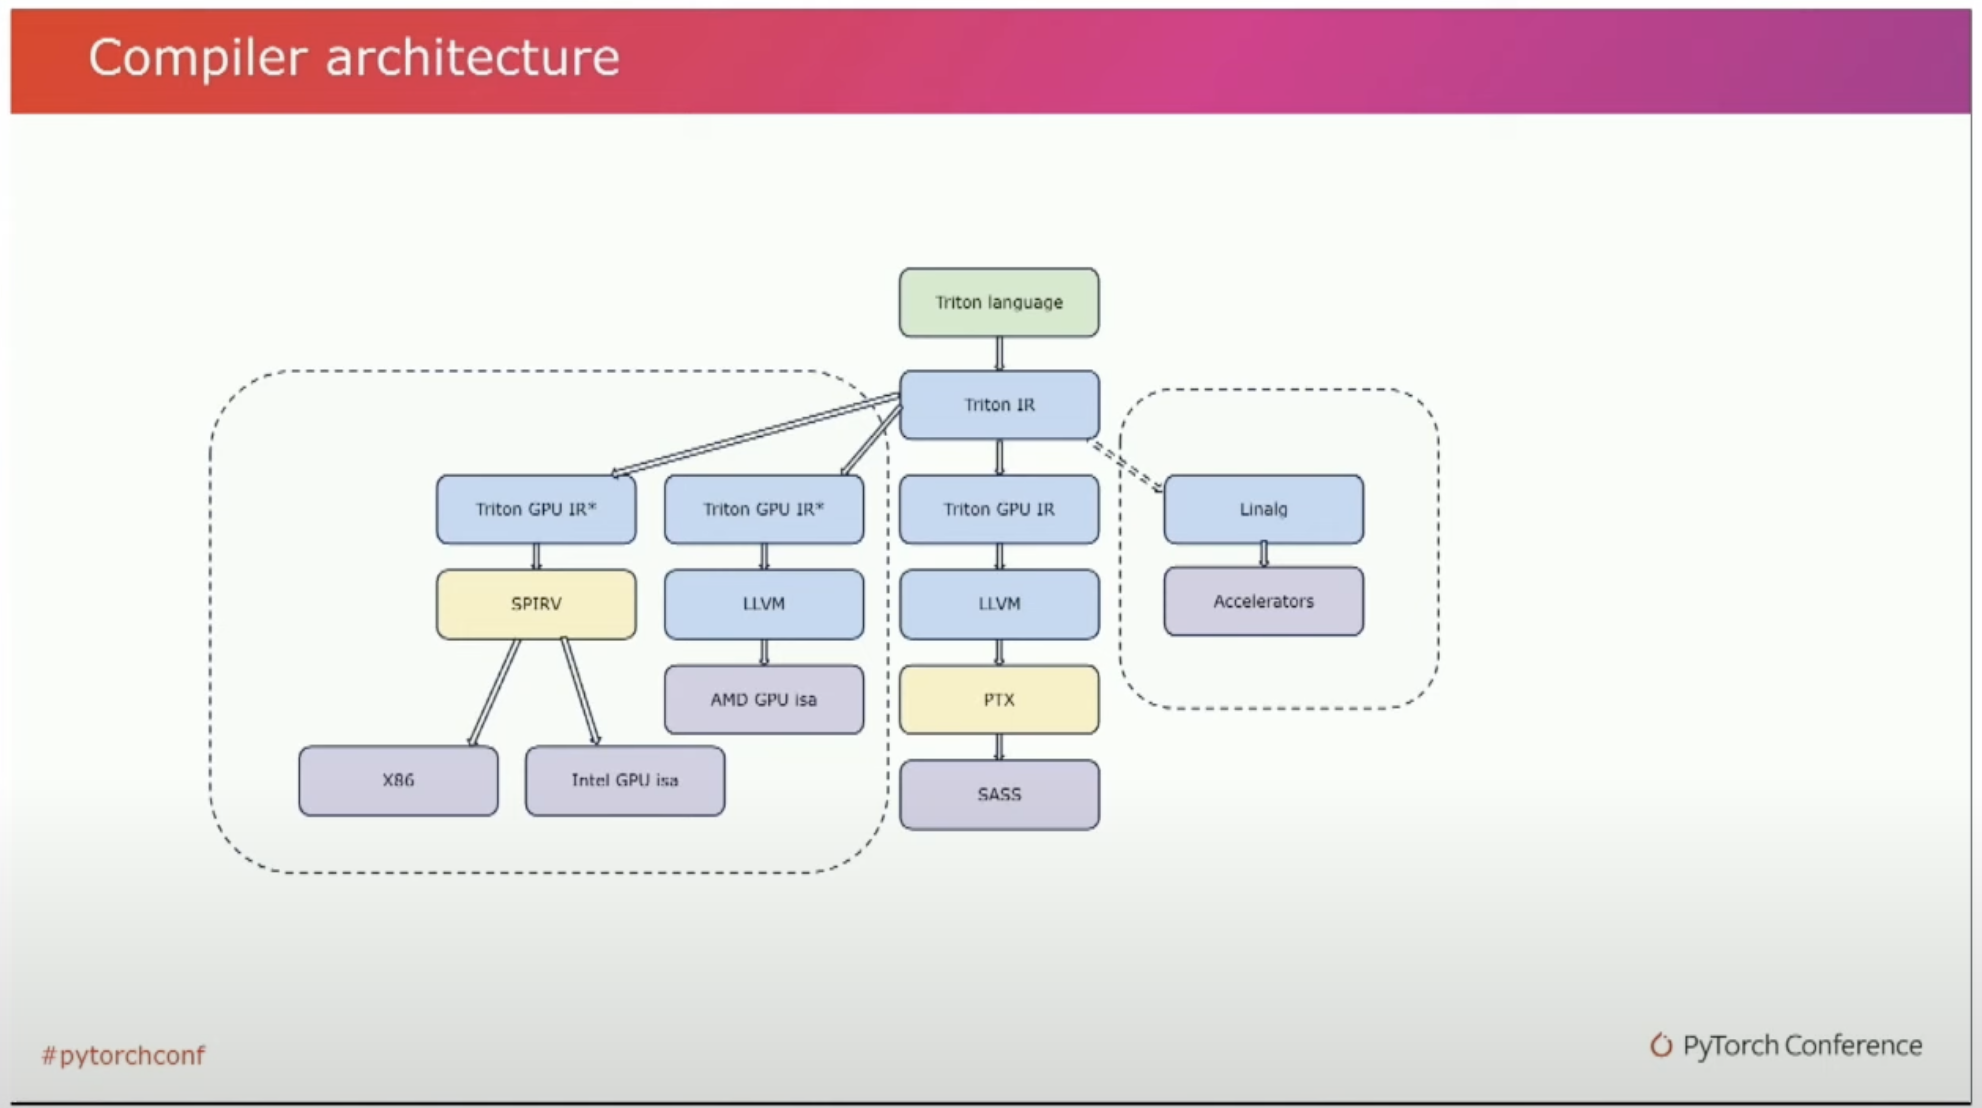 Compiler architecture
Triton language
Triton IR
Triton GPU IR*
Triton GPU IR*
Triton GPU IR
Linalg
SPIRV
LLVM
LLVM
Accelerators
AMD GPU isa
PTX
X86
Intel GPU isa
SASS
#pytorchconf
PyTorch Conference